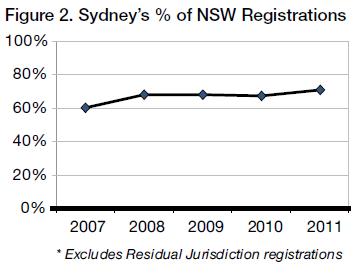 Figure 2. Sydney's % of NSW Registrations
100%
80%
60%
40%
20%
0%
2007 2008 2009 2010 2011
* Excludes Residual Jurisdiction registrations